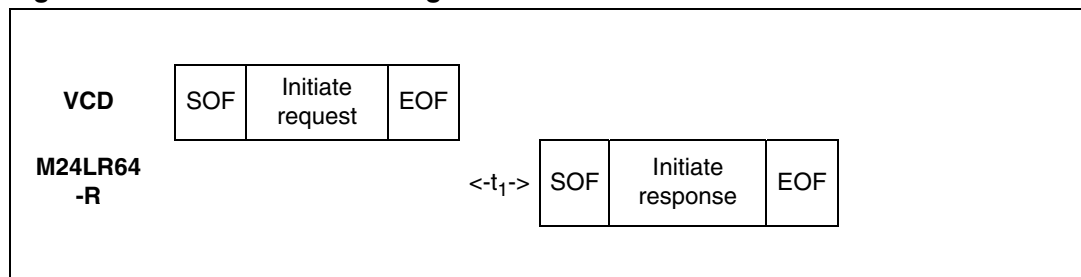 VCD
SOF
Initiate
request
EOF
M24LR64
-R
<-t₁->
SOF
Initiate
response
EOF